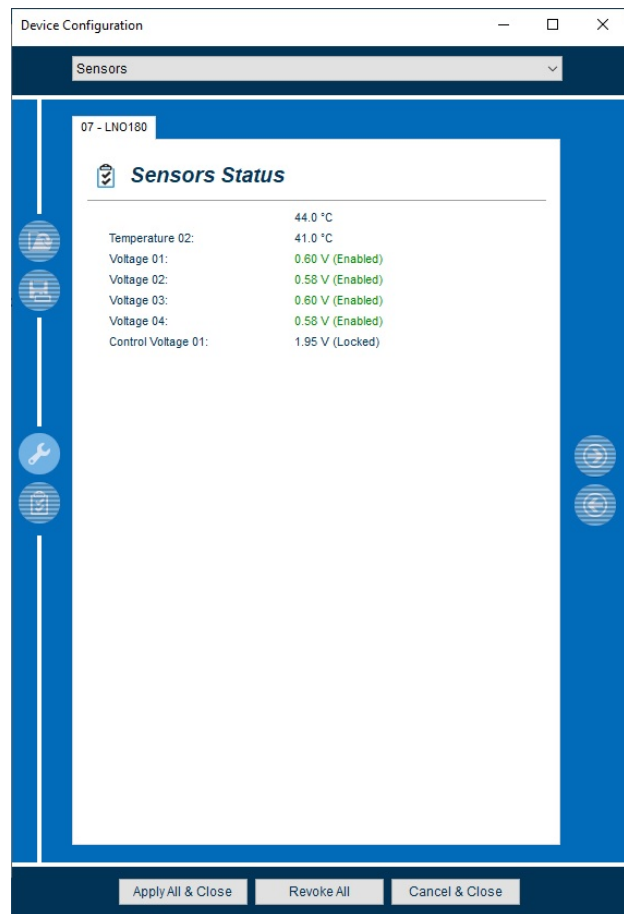 Device Configuration
Sensors
07 - LNO180
Sensors Status
44.0 °C
Temperature 02: 41.0 °C
Voltage 01: 0.60 V (Enabled)
Voltage 02: 0.58 V (Enabled)
Voltage 03: 0.60 V (Enabled)
Voltage 04: 0.58 V (Enabled)
Control Voltage 01: 1.95 V (Locked)
Apply All & Close Revoke All Cancel & Close